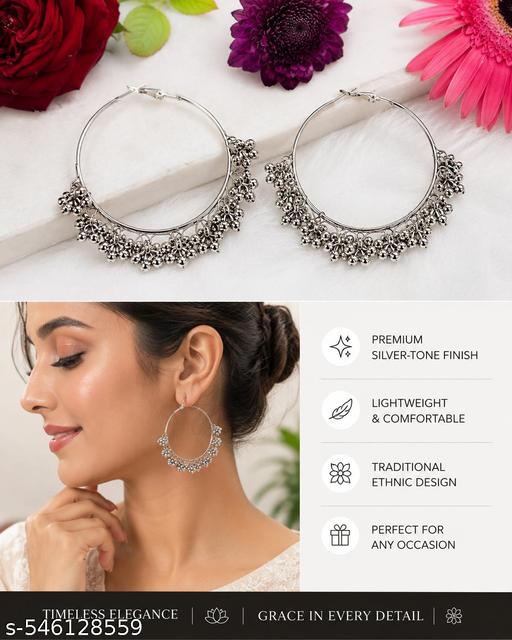 PREMIUM
SILVER-TONE FINISH
LIGHTWEIGHT
& COMFORTABLE
TRADITIONAL
ETHNIC DESIGN
PERFECT FOR
ANY OCCASION
TIMELESS ELEGANCE
GRACE IN EVERY DETAIL
s-546128559